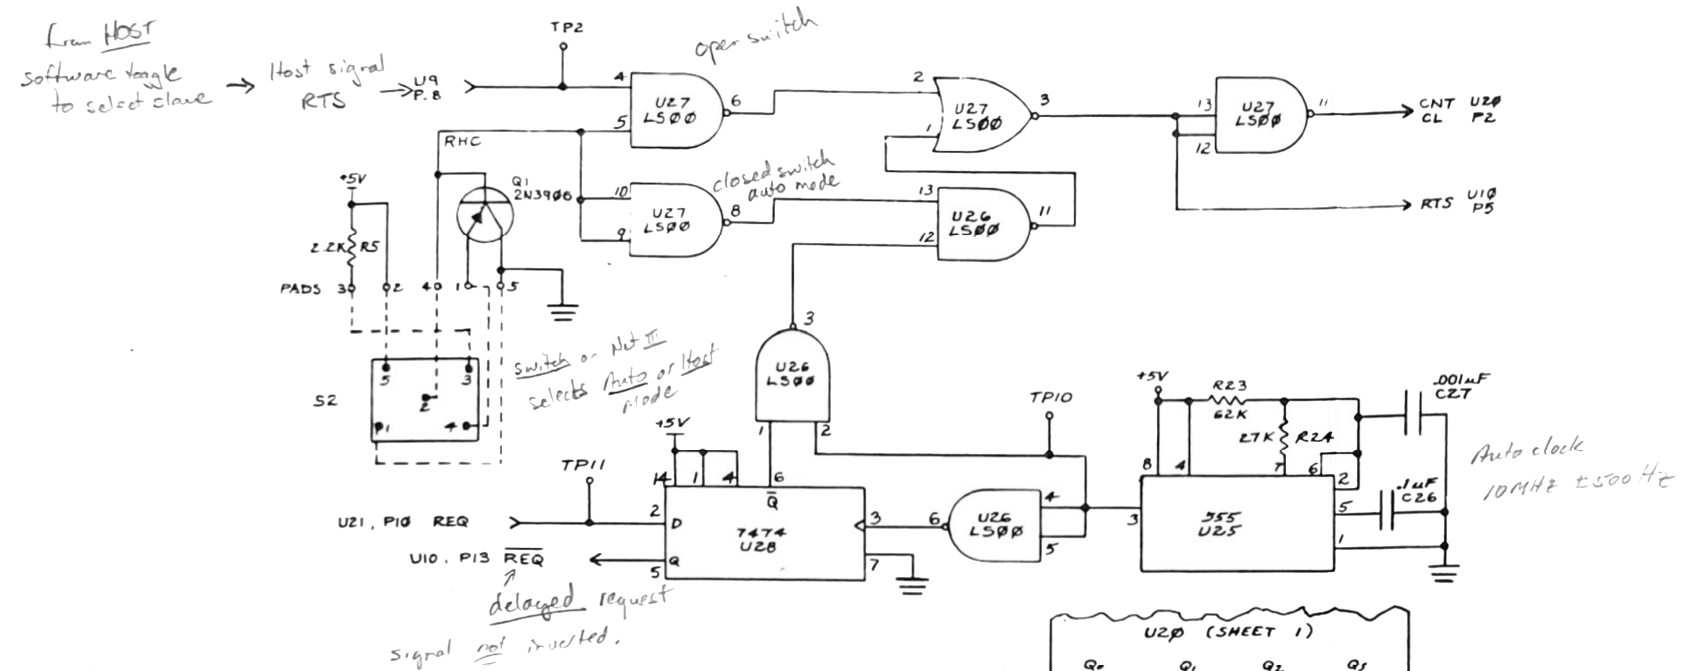 from HOST
software toggle
to select slave
→ Host signal
RTS
→ U9
P.8
TP2
open switch
4
5
U27
LS00
6
2
1
U27
LS00
3
13
12
U27
LS00
11
CNT U20
CL P2
RTS U10
P5
RHC
+5V
2.2K R5
Q1
2N3906
10
9
U27
LS00
8
closed switch
auto mode
13
12
U26
LS00
11
PADS 3 2 4 1 5
S2
5
3
2
1
4
switch on Net II
selects Auto or Host
mode
3
U26
LS00
1
2
TP10
+5V
14
1
4
6
Q̅
TP11
U21, P10 REQ
2
D
7474
U28
3
7
U10, P13 R̅E̅Q̅
5
Q
delayed request
signal not inverted.
6
U26
LS00
4
5
+5V
R23
62K
27K R24
.001uF
C27
8
4
7
6
2
3
555
U25
5
1
.1uF
C26
Auto clock
10MHz ±500Hz
U20 (SHEET 1)
Q0 Q1 Q2 Q3